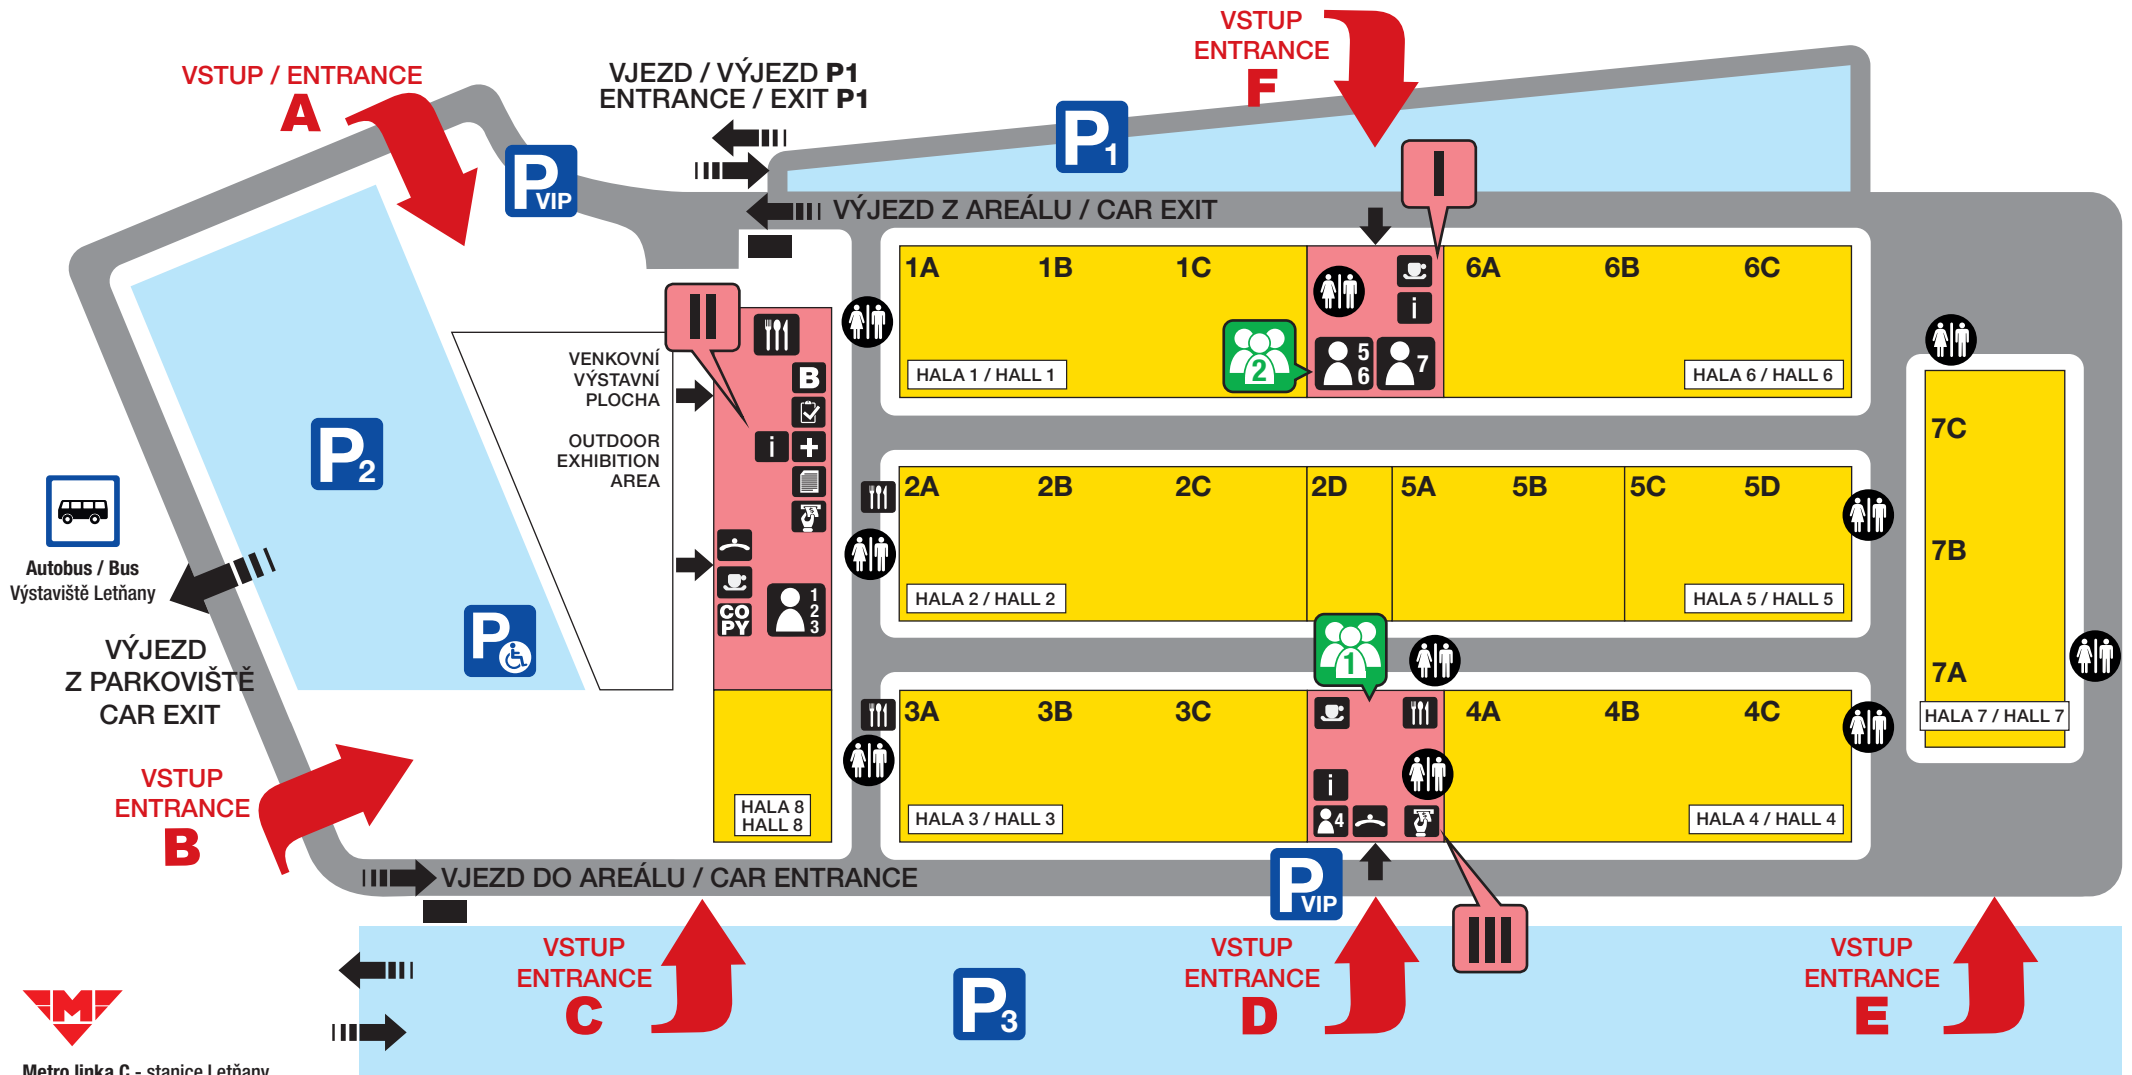 VSTUP / ENTRANCE
A
VJEZD / VÝJEZD P1
ENTRANCE / EXIT P1
VSTUP
ENTRANCE
F
P1
PVIP
VÝJEZD Z AREÁLU / CAR EXIT
I
II
1A 1B 1C
6A 6B 6C
i
5
6
7
2
HALA 1 / HALL 1
HALA 6 / HALL 6
VENKOVNÍ
VÝSTAVNÍ
PLOCHA
OUTDOOR
EXHIBITION
AREA
B
i
P2
7C
7B
7A
HALA 7 / HALL 7
2A 2B 2C 2D 5A 5B 5C 5D
HALA 2 / HALL 2
HALA 5 / HALL 5
Autobus / Bus
Výstaviště Letňany
CO
PY
1
2
3
P
VÝJEZD
Z PARKOVIŠTĚ
CAR EXIT
1
3A 3B 3C
4A 4B 4C
i
4
HALA 8
HALL 8
HALA 3 / HALL 3
HALA 4 / HALL 4
VSTUP
ENTRANCE
B
VJEZD DO AREÁLU / CAR ENTRANCE
PVIP
III
VSTUP
ENTRANCE
C
P3
VSTUP
ENTRANCE
D
VSTUP
ENTRANCE
E
M
Metro linka C - stanice Letňany